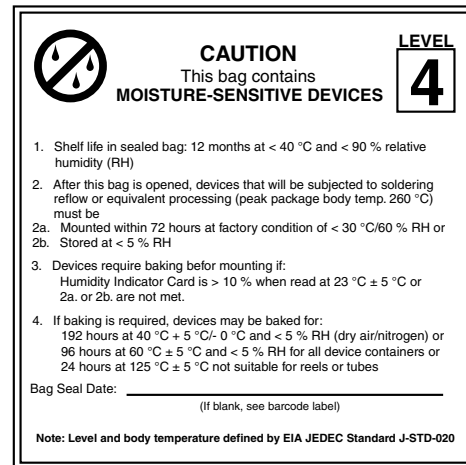 LEVEL
CAUTION
4
This bag contains
MOISTURE-SENSITIVE DEVICES
1. Shelf life in sealed bag: 12 months at < 40 °C and < 90 % relative
humidity (RH)
2. After this bag is opened, devices that will be subjected to soldering
reflow or equivalent processing (peak package body temp. 260 °C)
must be
2a. Mounted within 72 hours at factory condition of < 30 °C/60 % RH or
2b. Stored at < 5 % RH
3. Devices require baking befor mounting if:
Humidity Indicator Card is > 10 % when read at 23 °C ± 5 °C or
2a. or 2b. are not met.
4. If baking is required, devices may be baked for:
192 hours at 40 °C + 5 °C/- 0 °C and < 5 % RH (dry air/nitrogen) or
96 hours at 60 °C ± 5 °C and < 5 % RH for all device containers or
24 hours at 125 °C ± 5 °C not suitable for reels or tubes
Bag Seal Date:
(If blank, see barcode label)
Note: Level and body temperature defined by EIA JEDEC Standard J-STD-020